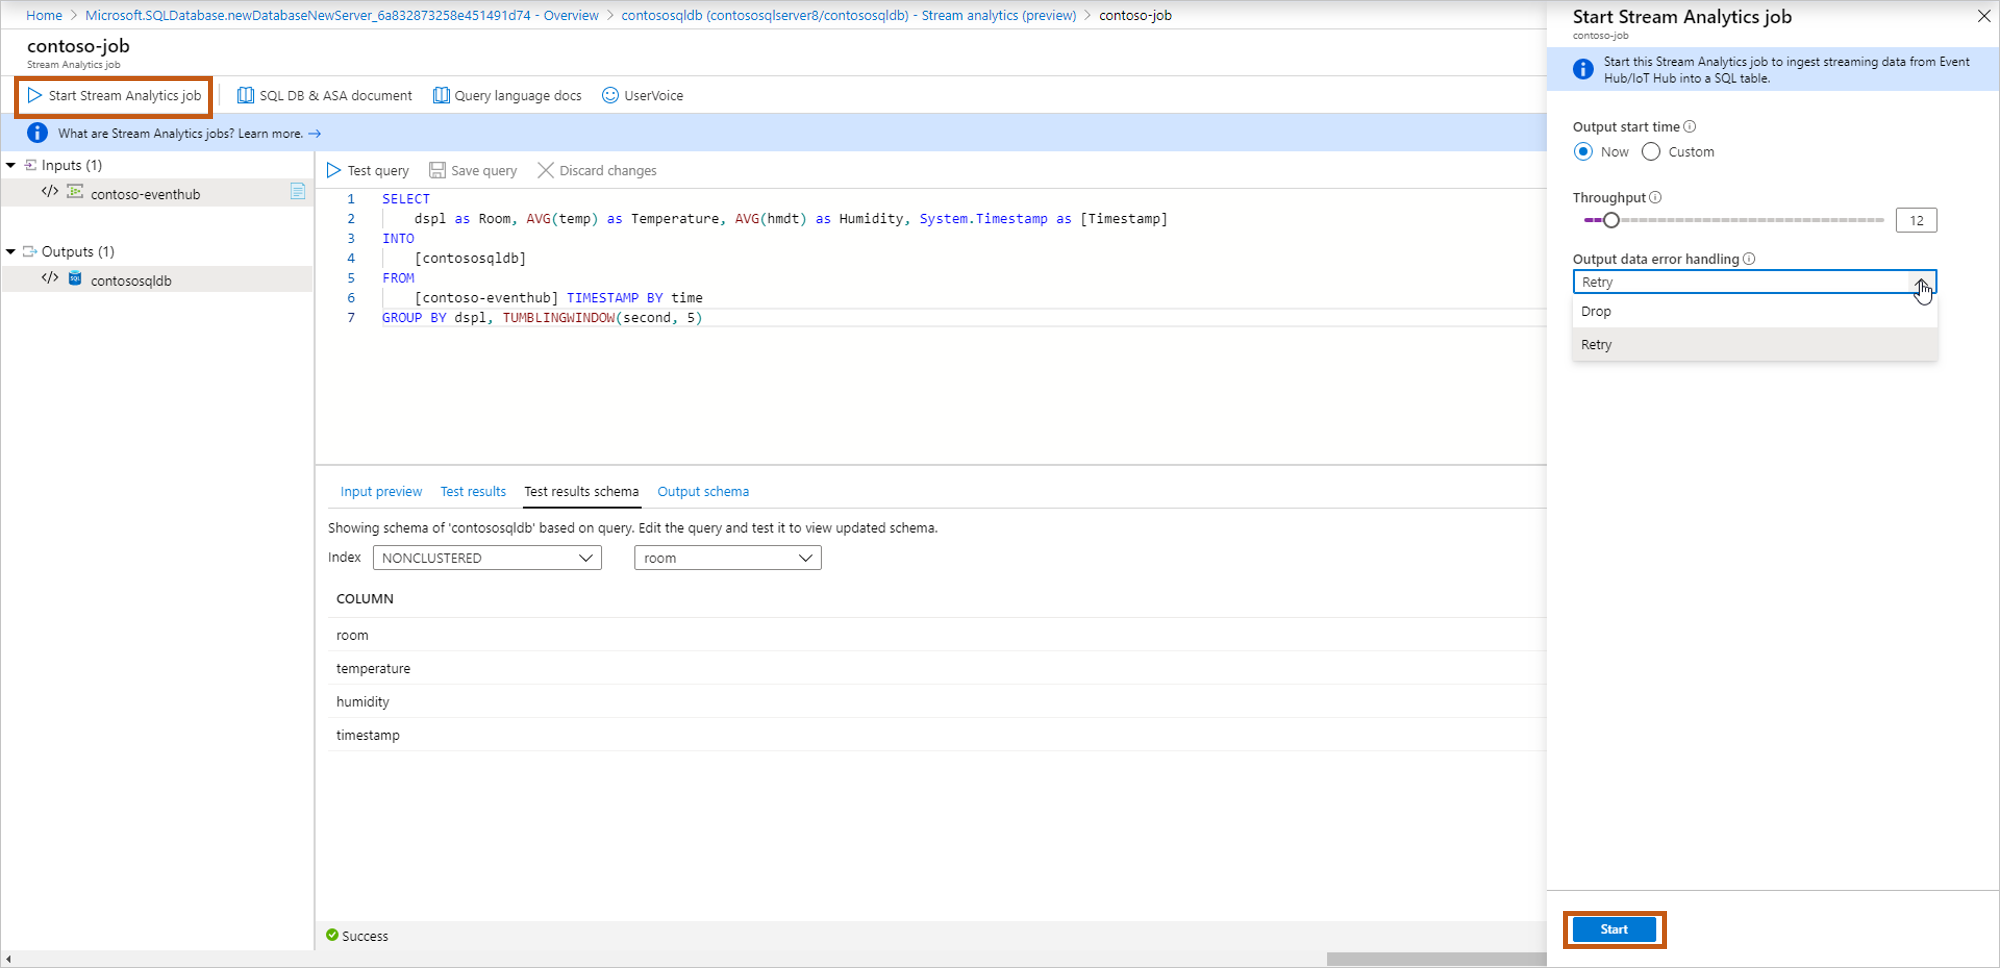 Home > Microsoft.SQLDatabase.newDatabaseNewServer_6a832873258e451491d74 - Overview > contososqldb (contososqlserver8/contososqldb) - Stream analytics (preview) > contoso-job
contoso-job
Stream Analytics job
Start Stream Analytics job
SQL DB & ASA document
Query language docs
UserVoice
What are Stream Analytics jobs? Learn more. →
Inputs (1)
</> contoso-eventhub
Outputs (1)
</> SQL contososqldb
Test query
Save query
Discard changes
1 SELECT
2 dspl as Room, AVG(temp) as Temperature, AVG(hmdt) as Humidity, System.Timestamp as [Timestamp]
3 INTO
4 [contososqldb]
5 FROM
6 [contoso-eventhub] TIMESTAMP BY time
7 GROUP BY dspl, TUMBLINGWINDOW(second, 5)
Input preview
Test results
Test results schema
Output schema
Showing schema of 'contososqldb' based on query. Edit the query and test it to view updated schema.
Index NONCLUSTERED room
COLUMN
room
temperature
humidity
timestamp
Success
Start Stream Analytics job
contoso-job
Start this Stream Analytics job to ingest streaming data from Event
Hub/IoT Hub into a SQL table.
Output start time
Now Custom
Throughput
12
Output data error handling
Retry
Drop
Retry
Start